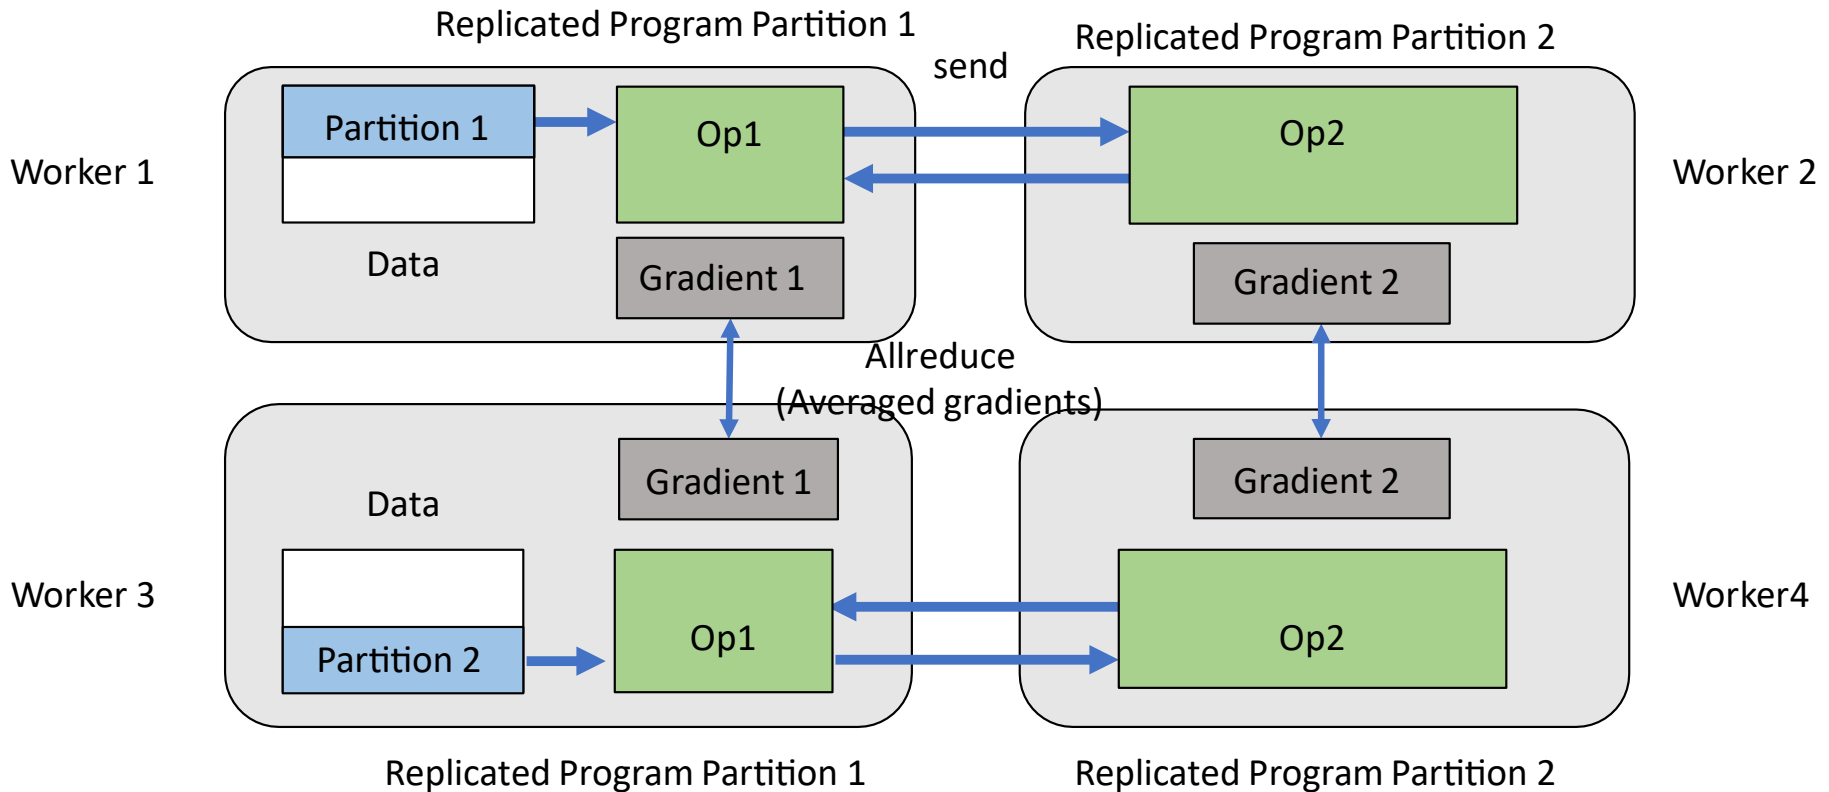 Replicated Program Partition 1
Replicated Program Partition 2
send
Partition 1
Op1
Op2
Worker 1
Worker 2
Data
Gradient 1
Gradient 2
Allreduce
(Averaged gradients)
Gradient 1
Gradient 2
Data
Worker 3
Op1
Op2
Worker4
Partition 2
Replicated Program Partition 1
Replicated Program Partition 2